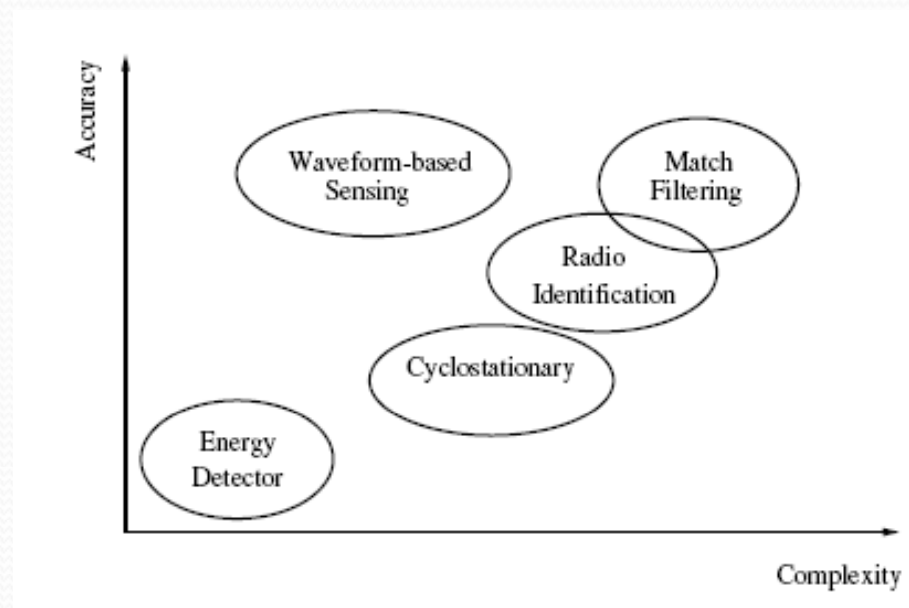 Accuracy
Waveform-based
Sensing
Match
Filtering
Radio
Identification
Cyclostationary
Energy
Detector
Complexity